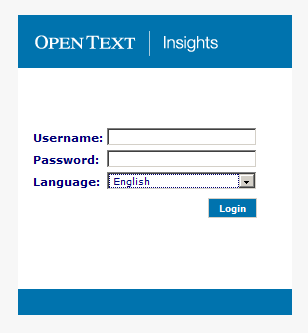 OPENTEXT | Insights
Username:
Password:
Language: English
Login